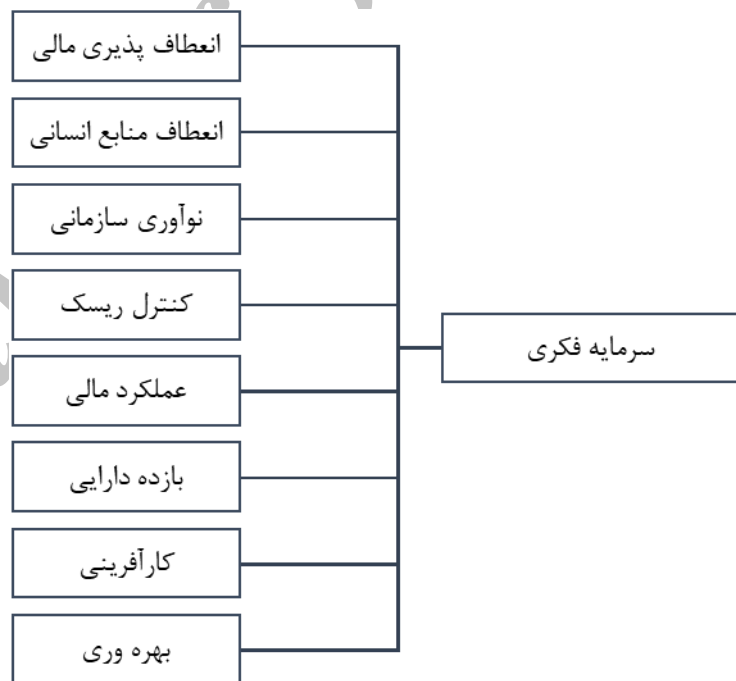 انعطاف پذیری مالی
انعطاف منابع انسانی
نوآوری سازمانی
کنترل ریسک
سرمایه فکری
عملکرد مالی
بازده دارایی
کارآفرینی
بهره وری